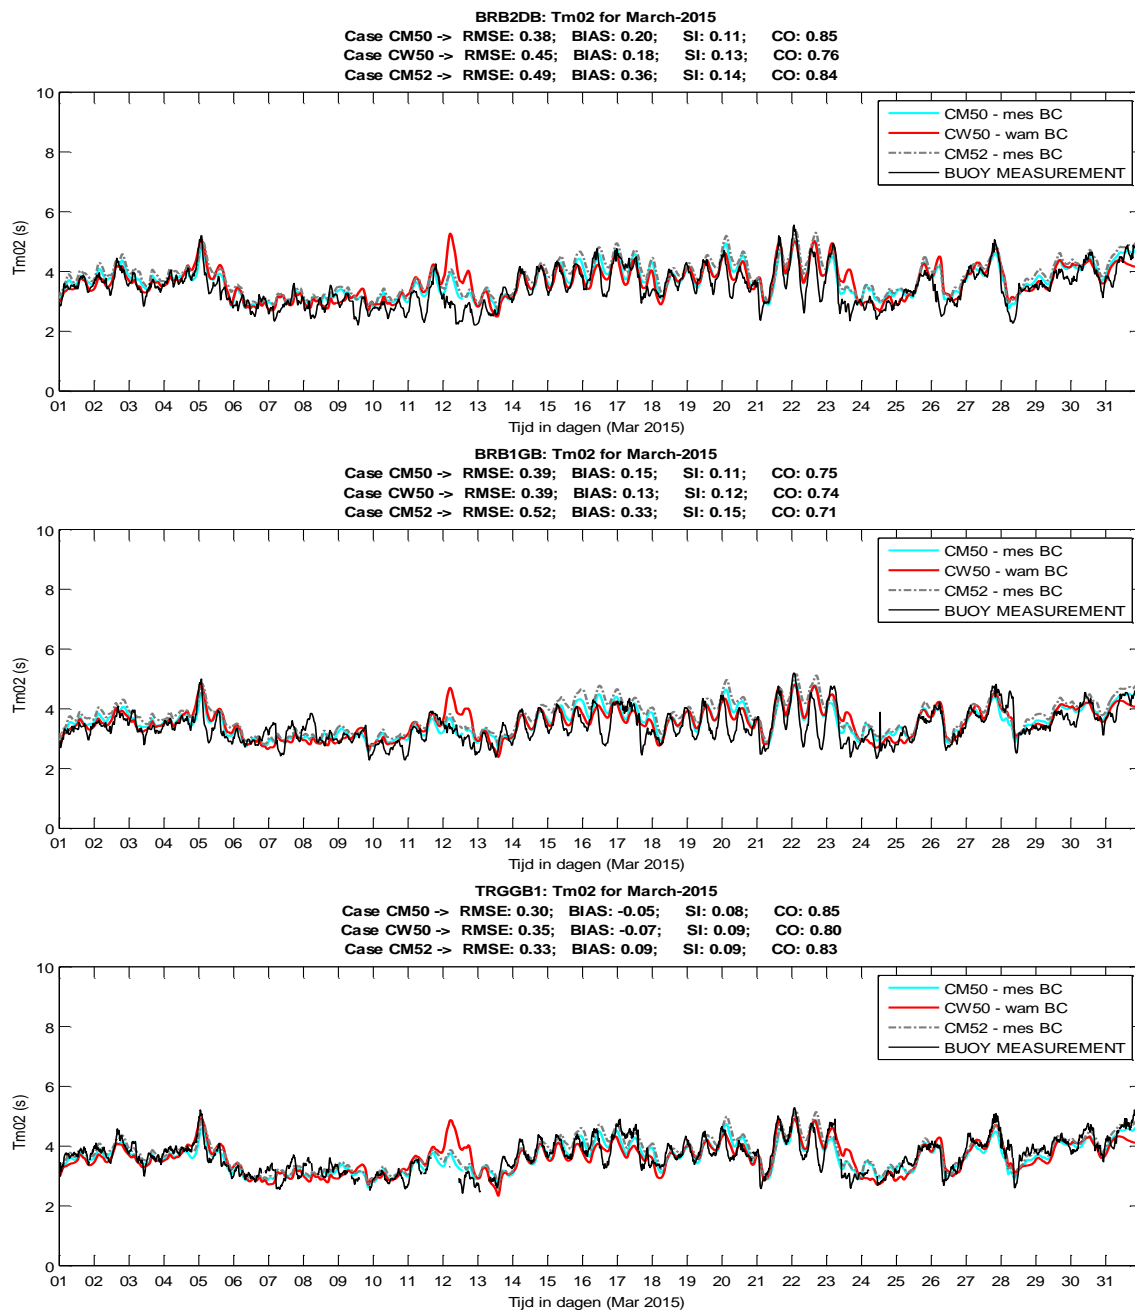 BRB2DB: Tm02 for March-2015
Case CM50 -> RMSE: 0.38; BIAS: 0.20; SI: 0.11; CO: 0.85
Case CW50 -> RMSE: 0.45; BIAS: 0.18; SI: 0.13; CO: 0.76
Case CM52 -> RMSE: 0.49; BIAS: 0.36; SI: 0.14; CO: 0.84
10
8
6
4
2
0
Tm02 (s)
CM50 - mes BC
CW50 - wam BC
CM52 - mes BC
BUOY MEASUREMENT
01 02 03 04 05 06 07 08 09 10 11 12 13 14 15 16 17 18 19 20 21 22 23 24 25 26 27 28 29 30 31
Tijd in dagen (Mar 2015)
BRB1GB: Tm02 for March-2015
Case CM50 -> RMSE: 0.39; BIAS: 0.15; SI: 0.11; CO: 0.75
Case CW50 -> RMSE: 0.39; BIAS: 0.13; SI: 0.12; CO: 0.74
Case CM52 -> RMSE: 0.52; BIAS: 0.33; SI: 0.15; CO: 0.71
10
8
6
4
2
0
Tm02 (s)
CM50 - mes BC
CW50 - wam BC
CM52 - mes BC
BUOY MEASUREMENT
01 02 03 04 05 06 07 08 09 10 11 12 13 14 15 16 17 18 19 20 21 22 23 24 25 26 27 28 29 30 31
Tijd in dagen (Mar 2015)
TRGGB1: Tm02 for March-2015
Case CM50 -> RMSE: 0.30; BIAS: -0.05; SI: 0.08; CO: 0.85
Case CW50 -> RMSE: 0.35; BIAS: -0.07; SI: 0.09; CO: 0.80
Case CM52 -> RMSE: 0.33; BIAS: 0.09; SI: 0.09; CO: 0.83
10
8
6
4
2
0
Tm02 (s)
CM50 - mes BC
CW50 - wam BC
CM52 - mes BC
BUOY MEASUREMENT
01 02 03 04 05 06 07 08 09 10 11 12 13 14 15 16 17 18 19 20 21 22 23 24 25 26 27 28 29 30 31
Tijd in dagen (Mar 2015)